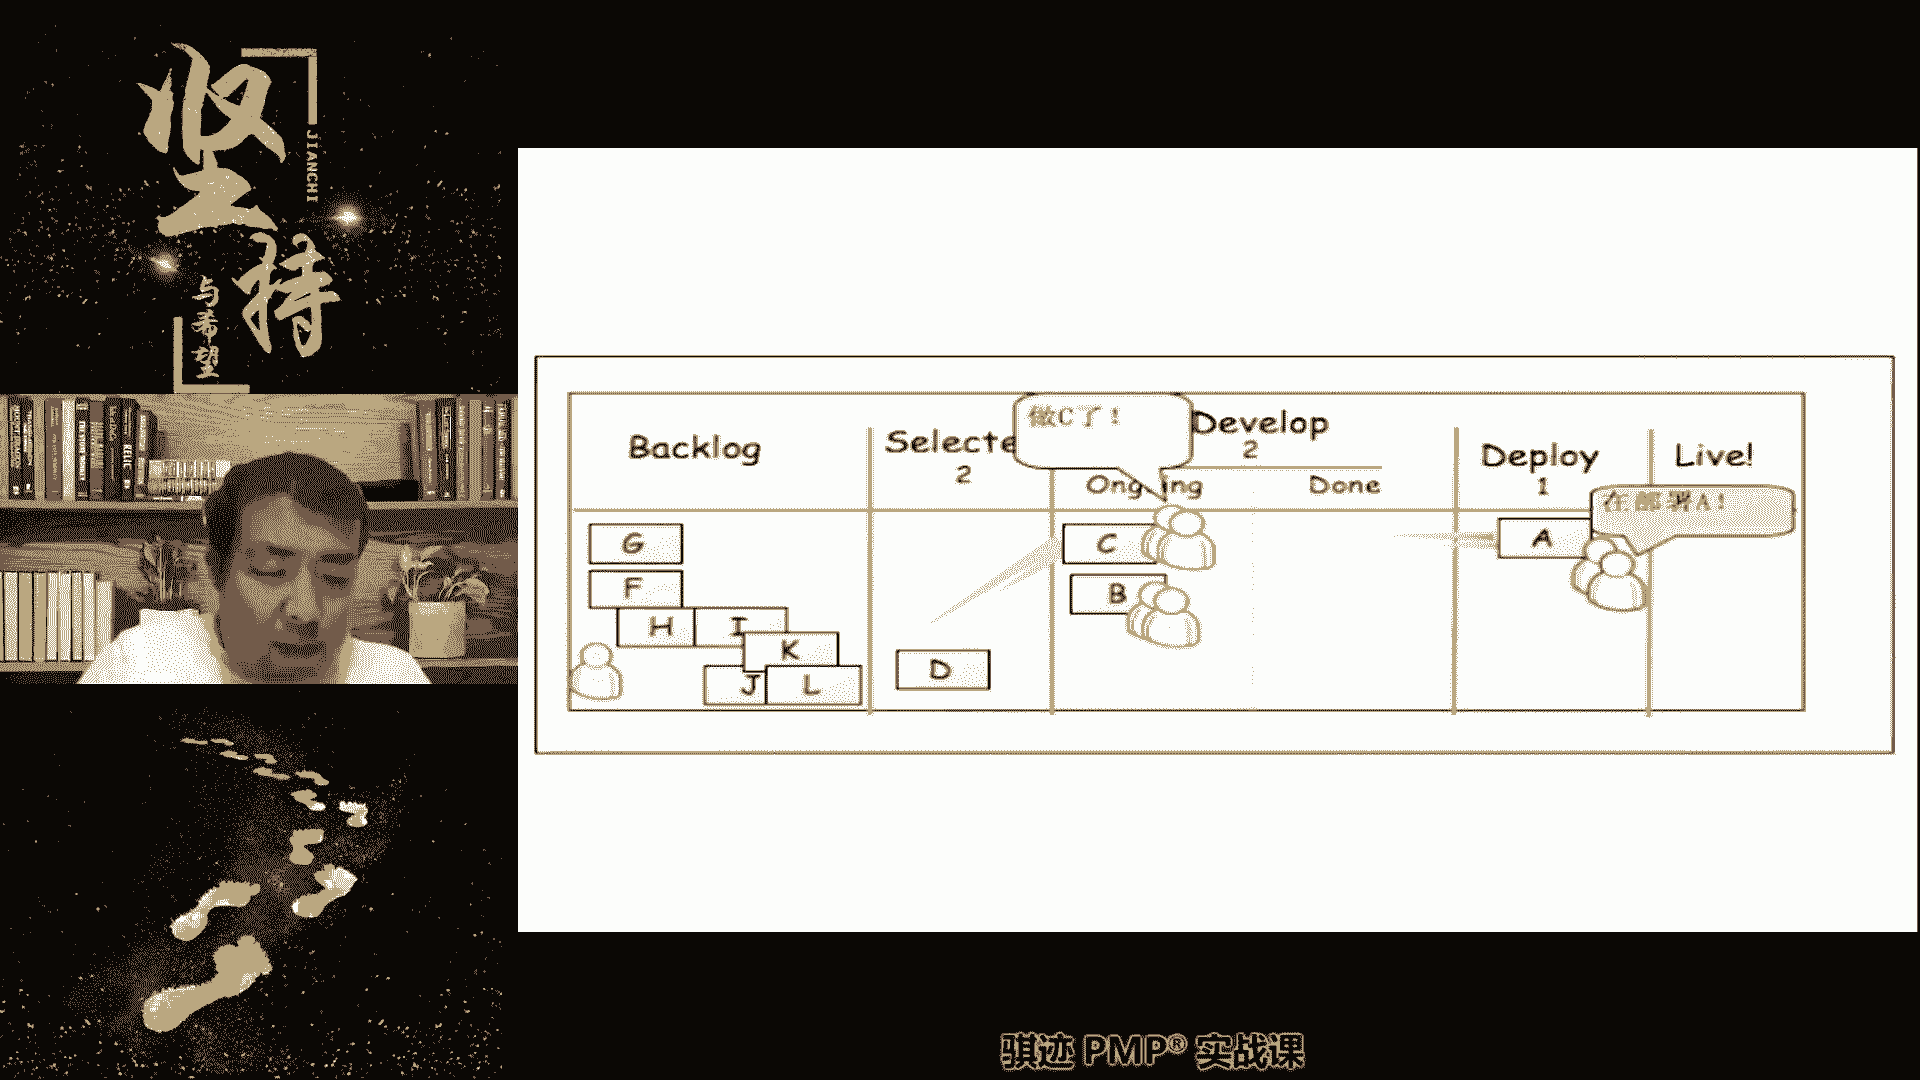 坚持
JIANCHI
与希望
做C了!
Backlog
Selecte
2
Develop
2
Ong ing
Done
Deploy
1
Live!
在部署A!
G
F
H I
K
J L
D
C
B
A
骐迹 PMP® 实战课